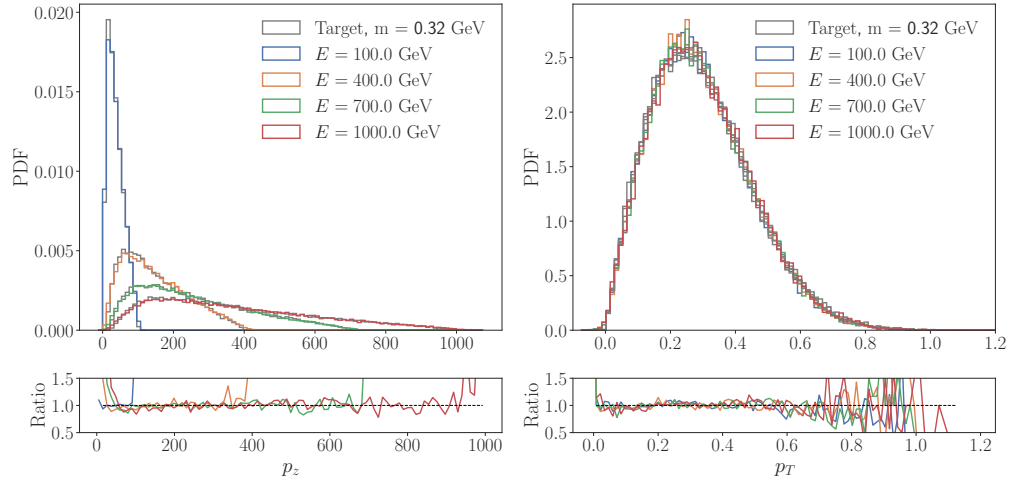 Target, m = 0.32 GeV
E = 100.0 GeV
E = 400.0 GeV
E = 700.0 GeV
E = 1000.0 GeV
PDF
0.020
0.015
0.010
0.005
0.000
0
200
400
600
800
1000
Ratio
1.5
1.0
0.5
0
200
400
600
800
1000
p_z
Target, m = 0.32 GeV
E = 100.0 GeV
E = 400.0 GeV
E = 700.0 GeV
E = 1000.0 GeV
PDF
2.5
2.0
1.5
1.0
0.5
0.0
0.0
0.2
0.4
0.6
0.8
1.0
1.2
Ratio
1.5
1.0
0.5
0.0
0.2
0.4
0.6
0.8
1.0
1.2
p_T